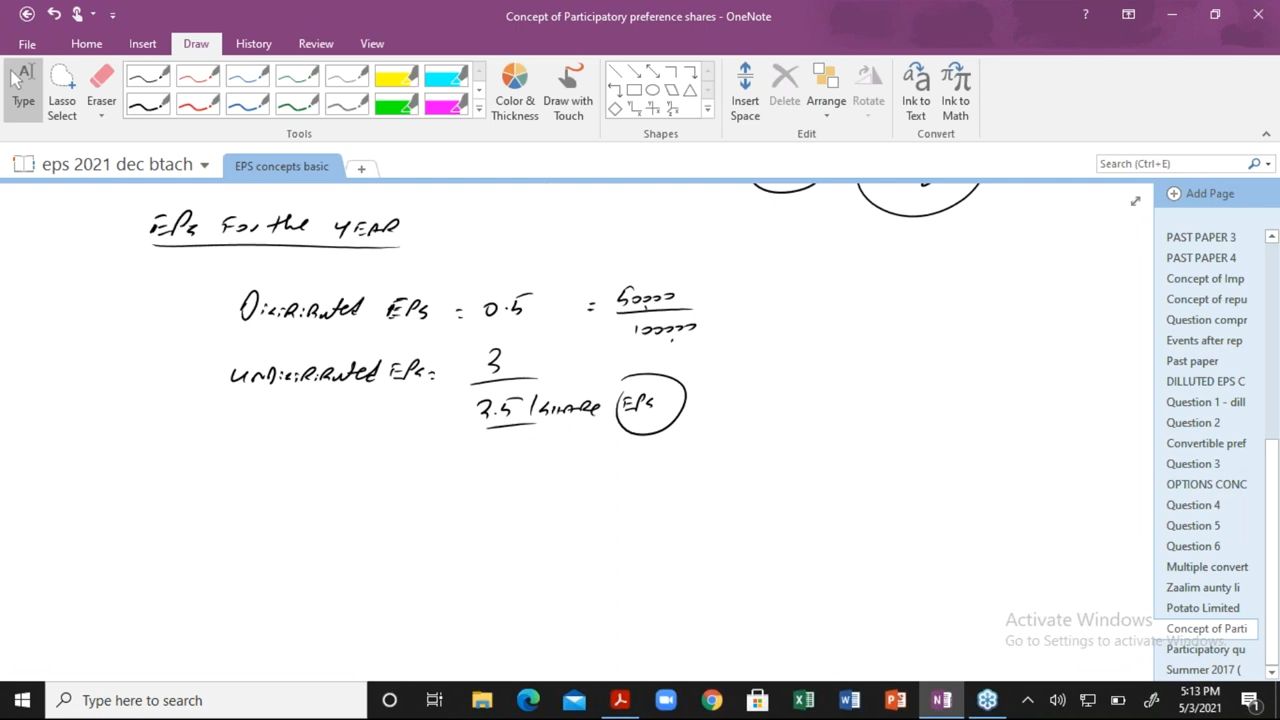 Concept of Participatory preference shares - OneNote
File Home Insert Draw History Review View
Type
Lasso Select
Eraser
Color & Thickness
Draw with Touch
Insert Space
Delete
Arrange
Rotate
Ink to Text
Ink to Math
Tools
Shapes
Edit
Convert
eps 2021 dec btach
EPS concepts basic
Search (Ctrl+E)
Add Page
PAST PAPER 3
PAST PAPER 4
Concept of Imp
Concept of repu
Question compr
Events after rep
Past paper
DILLUTED EPS C
Question 1 - dill
Question 2
Convertible pref
Question 3
OPTIONS CONC
Question 4
Question 5
Question 6
Multiple convert
Zaalim aunty li
Potato Limited
Concept of Parti
Participatory qu
Summer 2017 (
EPS FOR the YEAR
Distributed EPS = 0.5 = 50000
100000
undistributed EPS = 3
3.5 / SHARE EPS
Activate Windows
Go to Settings to activate Windows.
Type here to search
5:13 PM
5/3/2021
1